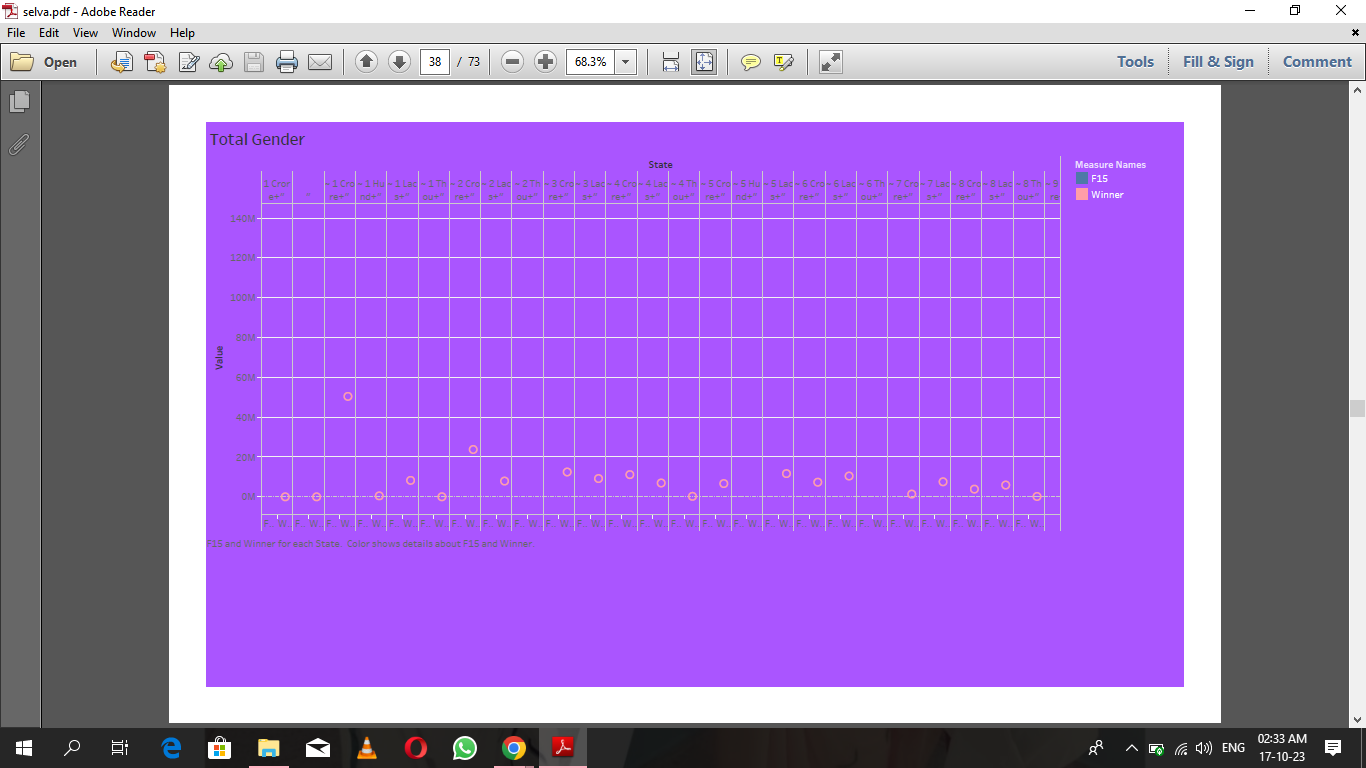 selva.pdf - Adobe Reader
File Edit View Window Help
Open 38 / 73 68.3% Tools Fill & Sign Comment
Total Gender
State
1 Cror ~ 1 Cro ~ 1 Hu ~ 1 Lac ~ 1 Th ~ 2 Cro ~ 2 Lac ~ 2 Th ~ 3 Cro ~ 3 Lac ~ 4 Cro ~ 4 Lac ~ 4 Th ~ 5 Cro ~ 5 Hu ~ 5 Lac ~ 6 Cro ~ 6 Lac ~ 6 Th ~ 7 Cro ~ 7 Lac ~ 8 Cro ~ 8 Lac ~ 8 Th ~ 9
e+" " re+" nd+" s+" ou+" re+" s+" ou+" re+" s+" re+" s+" ou+" re+" nd+" s+" re+" s+" ou+" re+" s+" re+" s+" ou+" re
Measure Names
F15
Winner
140M
120M
100M
80M
60M
40M
20M
0M
Value
F.. W.. F.. W.. F.. W.. F.. W.. F.. W.. F.. W.. F.. W.. F.. W.. F.. W.. F.. W.. F.. W.. F.. W.. F.. W.. F.. W.. F.. W.. F.. W.. F.. W.. F.. W.. F.. W.. F.. W.. F.. W.. F.. W.. F.. W.. F.. W.. F.. W..
F15 and Winner for each State. Color shows details about F15 and Winner.
ENG
02:33 AM
17-10-23